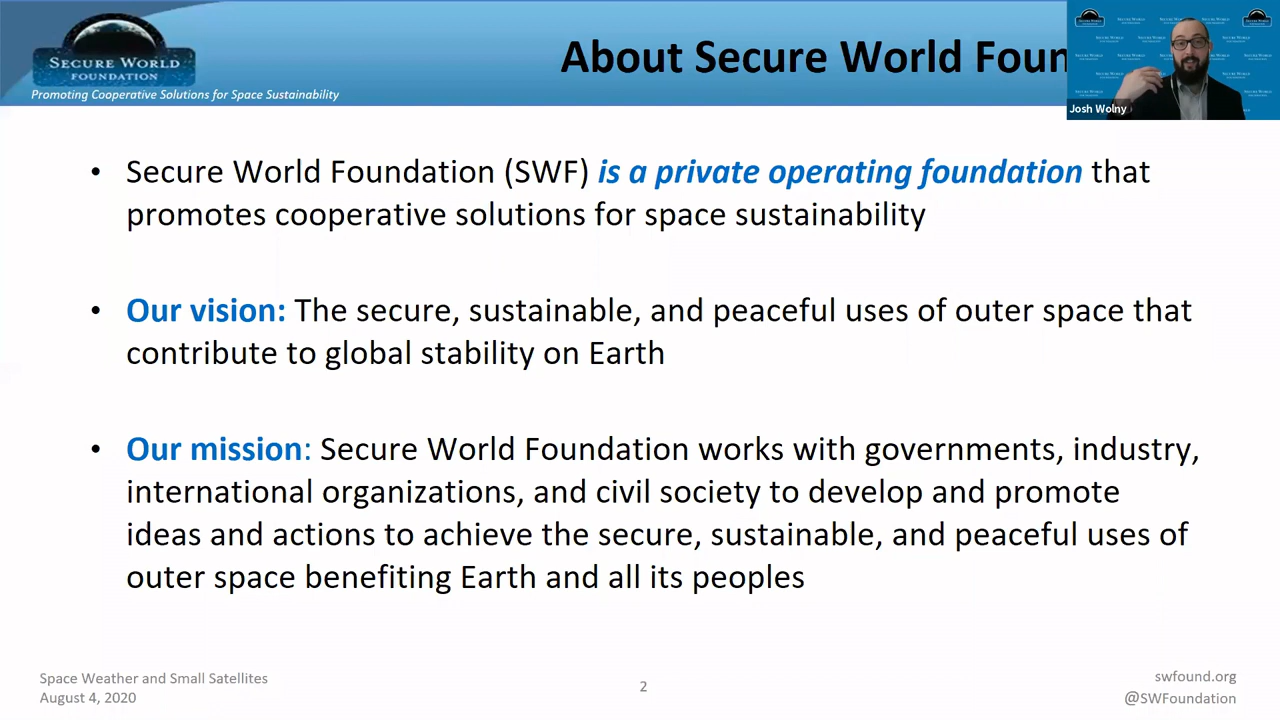 SECURE WORLD
FOUNDATION
Promoting Cooperative Solutions for Space Sustainability
About Secure World Foun
Josh Wolny
• Secure World Foundation (SWF) is a private operating foundation that
promotes cooperative solutions for space sustainability
• Our vision: The secure, sustainable, and peaceful uses of outer space that
contribute to global stability on Earth
• Our mission: Secure World Foundation works with governments, industry,
international organizations, and civil society to develop and promote
ideas and actions to achieve the secure, sustainable, and peaceful uses of
outer space benefiting Earth and all its peoples
Space Weather and Small Satellites
August 4, 2020
2
swfound.org
@SWFoundation